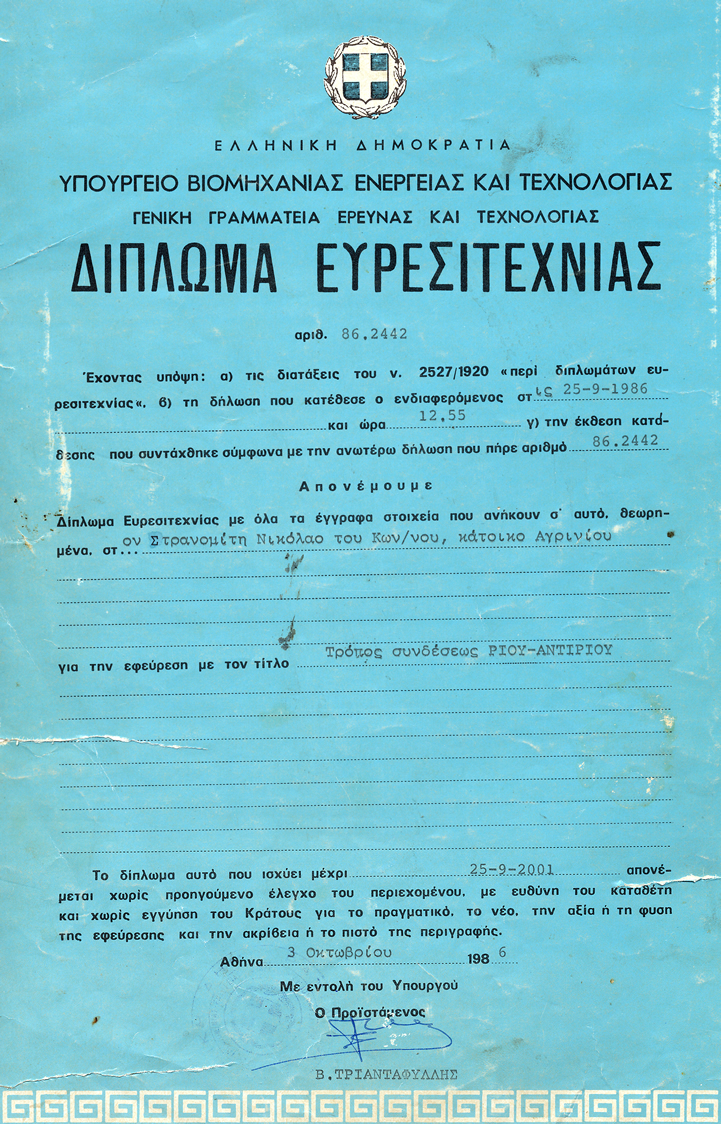 ΕΛΛΗΝΙΚΗ ΔΗΜΟΚΡΑΤΙΑ
ΥΠΟΥΡΓΕΙΟ ΒΙΟΜΗΧΑΝΙΑΣ ΕΝΕΡΓΕΙΑΣ ΚΑΙ ΤΕΧΝΟΛΟΓΙΑΣ
ΓΕΝΙΚΗ ΓΡΑΜΜΑΤΕΙΑ ΕΡΕΥΝΑΣ ΚΑΙ ΤΕΧΝΟΛΟΓΙΑΣ
ΔΙΠΛΩΜΑ ΕΥΡΕΣΙΤΕΧΝΙΑΣ
αριθ. 86.2442
Έχοντας υπόψη: α) τις διατάξεις του ν. 2527/1920 «περί διπλωμάτων ευ-
ρεσιτεχνίας«, β) τη δήλωση που κατέθεσε ο ενδιαφερόμενος στις 25-9-1986
και ώρα 12.55 γ) την έκθεση κατά-
θεσης που συντάχθηκε σύμφωνα με την ανωτέρω δήλωση που πήρε αριθμό 86.2442
Απονέμουμε
Δίπλωμα Ευρεσιτεχνίας με όλα τα έγγραφα στοιχεία που ανήκουν σ' αυτό, θεωρη-
μένα, στ...ον Στρανομίτη Νικόλαο του Κων/νου, κάτοικο Αγρινίου
για την εφεύρεση με τον τίτλο Τρόπος συνδέσεως ΡΙΟΥ-ΑΝΤΙΡΙΟΥ
Το δίπλωμα αυτό που ισχύει μέχρι 25-9-2001 απονέ-
μεται χωρίς προηγούμενο έλεγχο του περιεχομένου, με ευθύνη του καταθέτη
και χωρίς εγγύηση του Κράτους για το πραγματικό, το νέο, την αξία ή τη φυση
της εφεύρεσης και την ακρίβεια ή το πιστό της περιγραφής.
Αθήνα 3 Οκτωβρίου 1986
Με εντολή του Υπουργού
Ο Προϊστάμενος
Β.ΤΡΙΑΝΤΑΦΥΛΛΗΣ